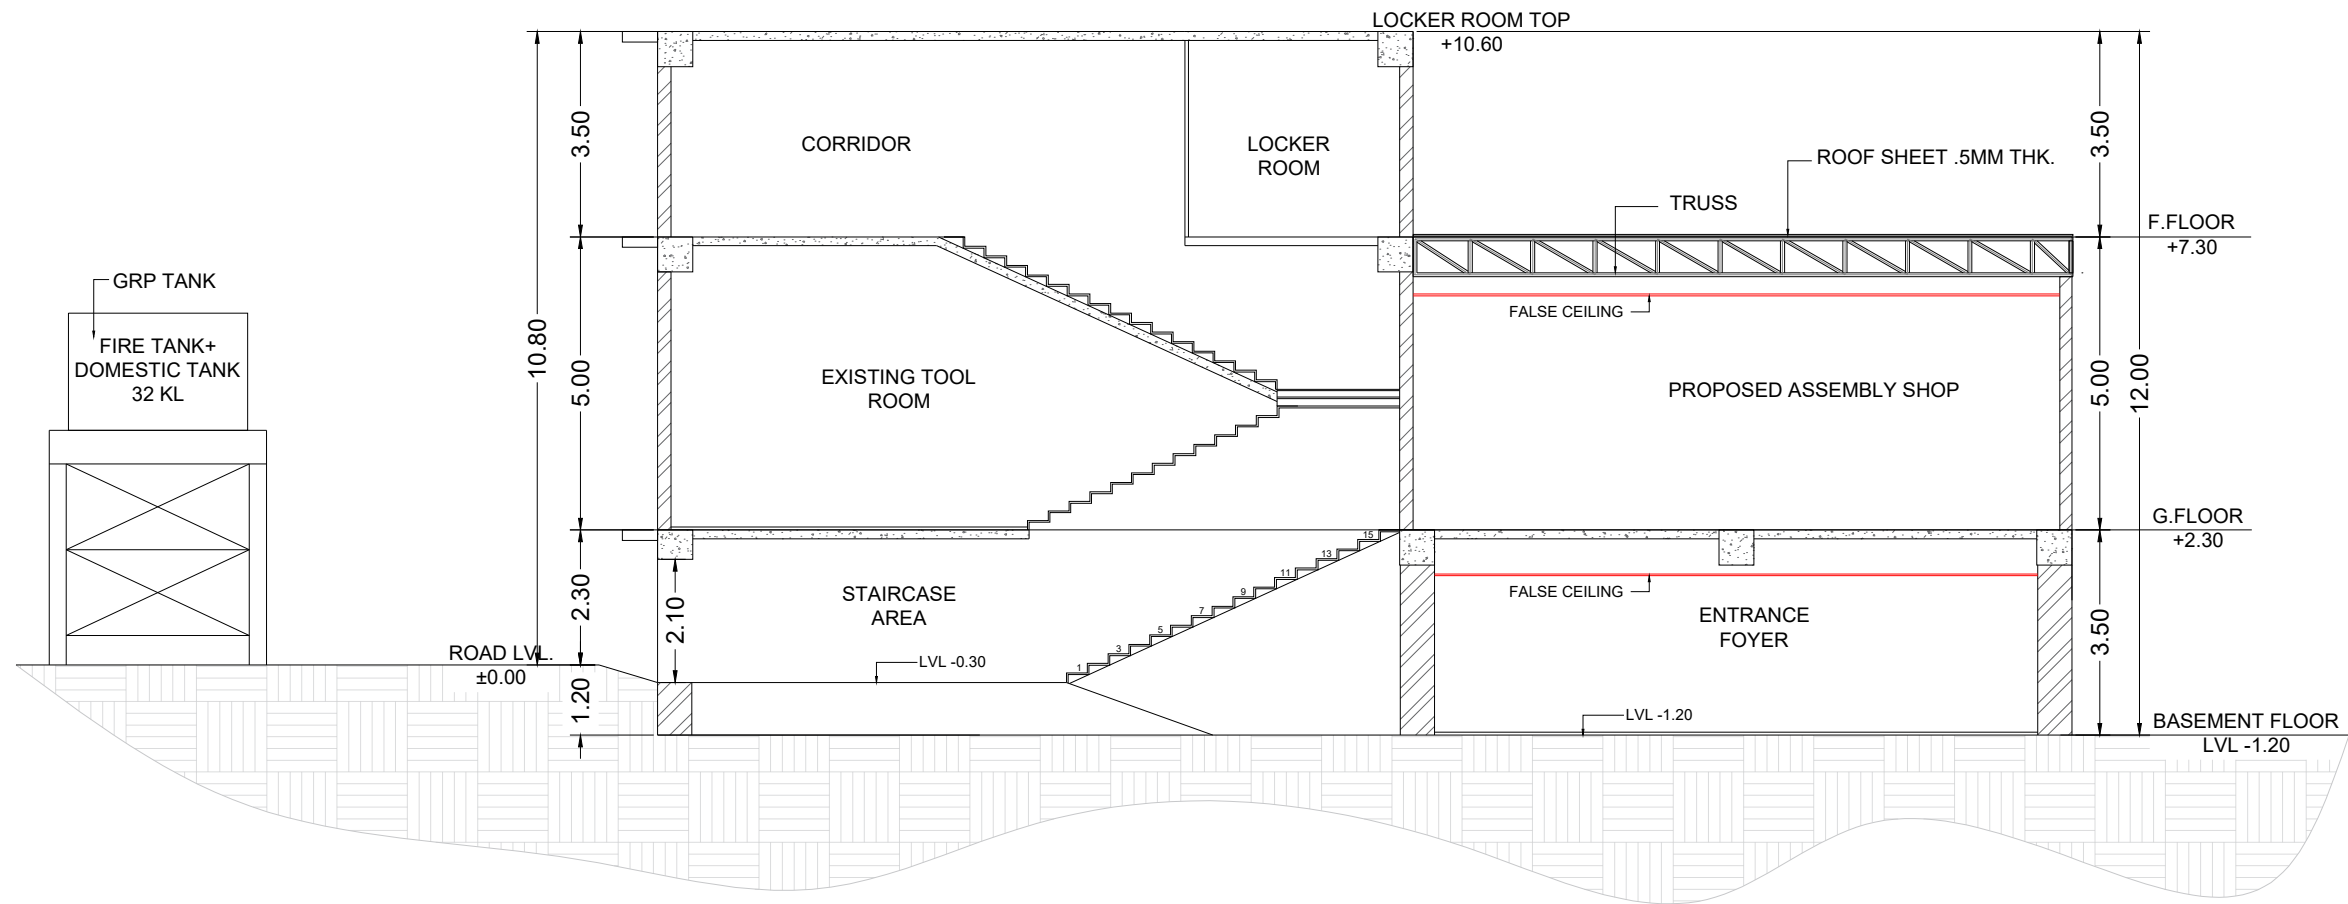 LOCKER ROOM TOP
+10.60
3.50
CORRIDOR
LOCKER
ROOM
3.50
ROOF SHEET .5MM THK.
TRUSS
F.FLOOR
+7.30
GRP TANK
FIRE TANK+
DOMESTIC TANK
32 KL
10.80
5.00
EXISTING TOOL
ROOM
FALSE CEILING
PROPOSED ASSEMBLY SHOP
5.00
12.00
G.FLOOR
+2.30
2.30
2.10
STAIRCASE
AREA
1
3
5
7
9
11
13
15
FALSE CEILING
ENTRANCE
FOYER
3.50
ROAD LVL.
±0.00
LVL -0.30
1.20
LVL -1.20
BASEMENT FLOOR
LVL -1.20